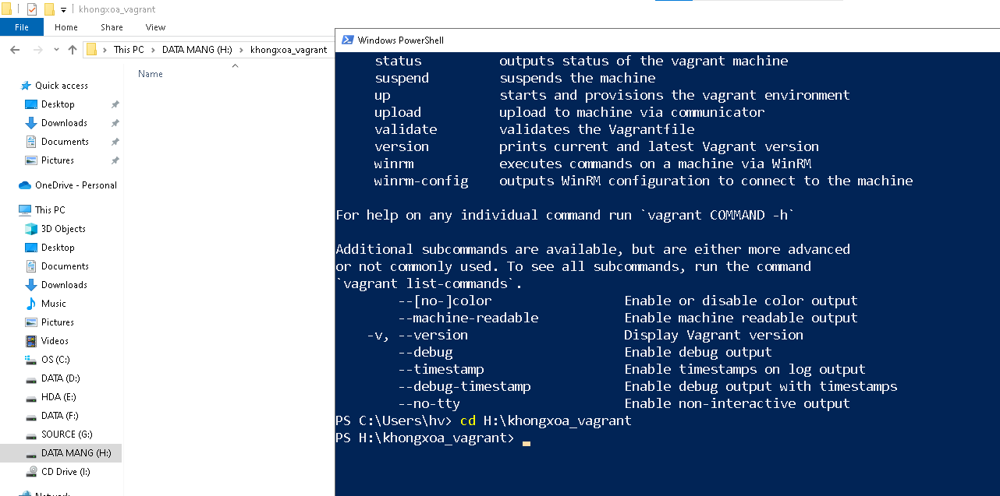 khongxoa_vagrant
File Home Share View
This PC > DATA MANG (H:) > khongxoa_vagrant
Name
Quick access
Desktop
Downloads
Documents
Pictures
OneDrive - Personal
This PC
3D Objects
Desktop
Documents
Downloads
Music
Pictures
Videos
OS (C:)
DATA (D:)
HDA (E:)
DATA (F:)
SOURCE (G:)
DATA MANG (H:)
CD Drive (I:)
Network
Windows PowerShell
status outputs status of the vagrant machine
suspend suspends the machine
up starts and provisions the vagrant environment
upload upload to machine via communicator
validate validates the Vagrantfile
version prints current and latest Vagrant version
winrm executes commands on a machine via WinRM
winrm-config outputs WinRM configuration to connect to the machine
For help on any individual command run `vagrant COMMAND -h`
Additional subcommands are available, but are either more advanced
or not commonly used. To see all subcommands, run the command
`vagrant list-commands`.
--[no-]color Enable or disable color output
--machine-readable Enable machine readable output
-v, --version Display Vagrant version
--debug Enable debug output
--timestamp Enable timestamps on log output
--debug-timestamp Enable debug output with timestamps
--no-tty Enable non-interactive output
PS C:\Users\hv> cd H:\khongxoa_vagrant
PS H:\khongxoa_vagrant>